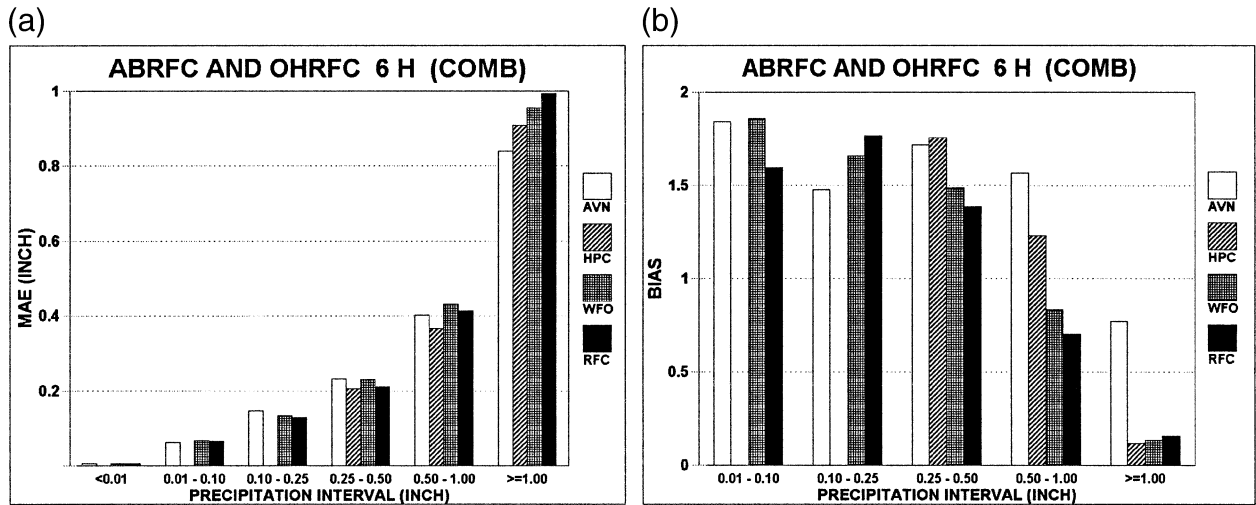 (a)
ABRFC AND OHRFC 6 H (COMB)
MAE (INCH)
1
0.8
0.6
0.4
0.2
<0.01
0.01 - 0.10
0.10 - 0.25
0.25 - 0.50
0.50 - 1.00
>=1.00
PRECIPITATION INTERVAL (INCH)
AVN
HPC
WFO
RFC
(b)
ABRFC AND OHRFC 6 H (COMB)
BIAS
2
1.5
1
0.5
0
0.01 - 0.10
0.10 - 0.25
0.25 - 0.50
0.50 - 1.00
>=1.00
PRECIPITATION INTERVAL (INCH)
AVN
HPC
WFO
RFC